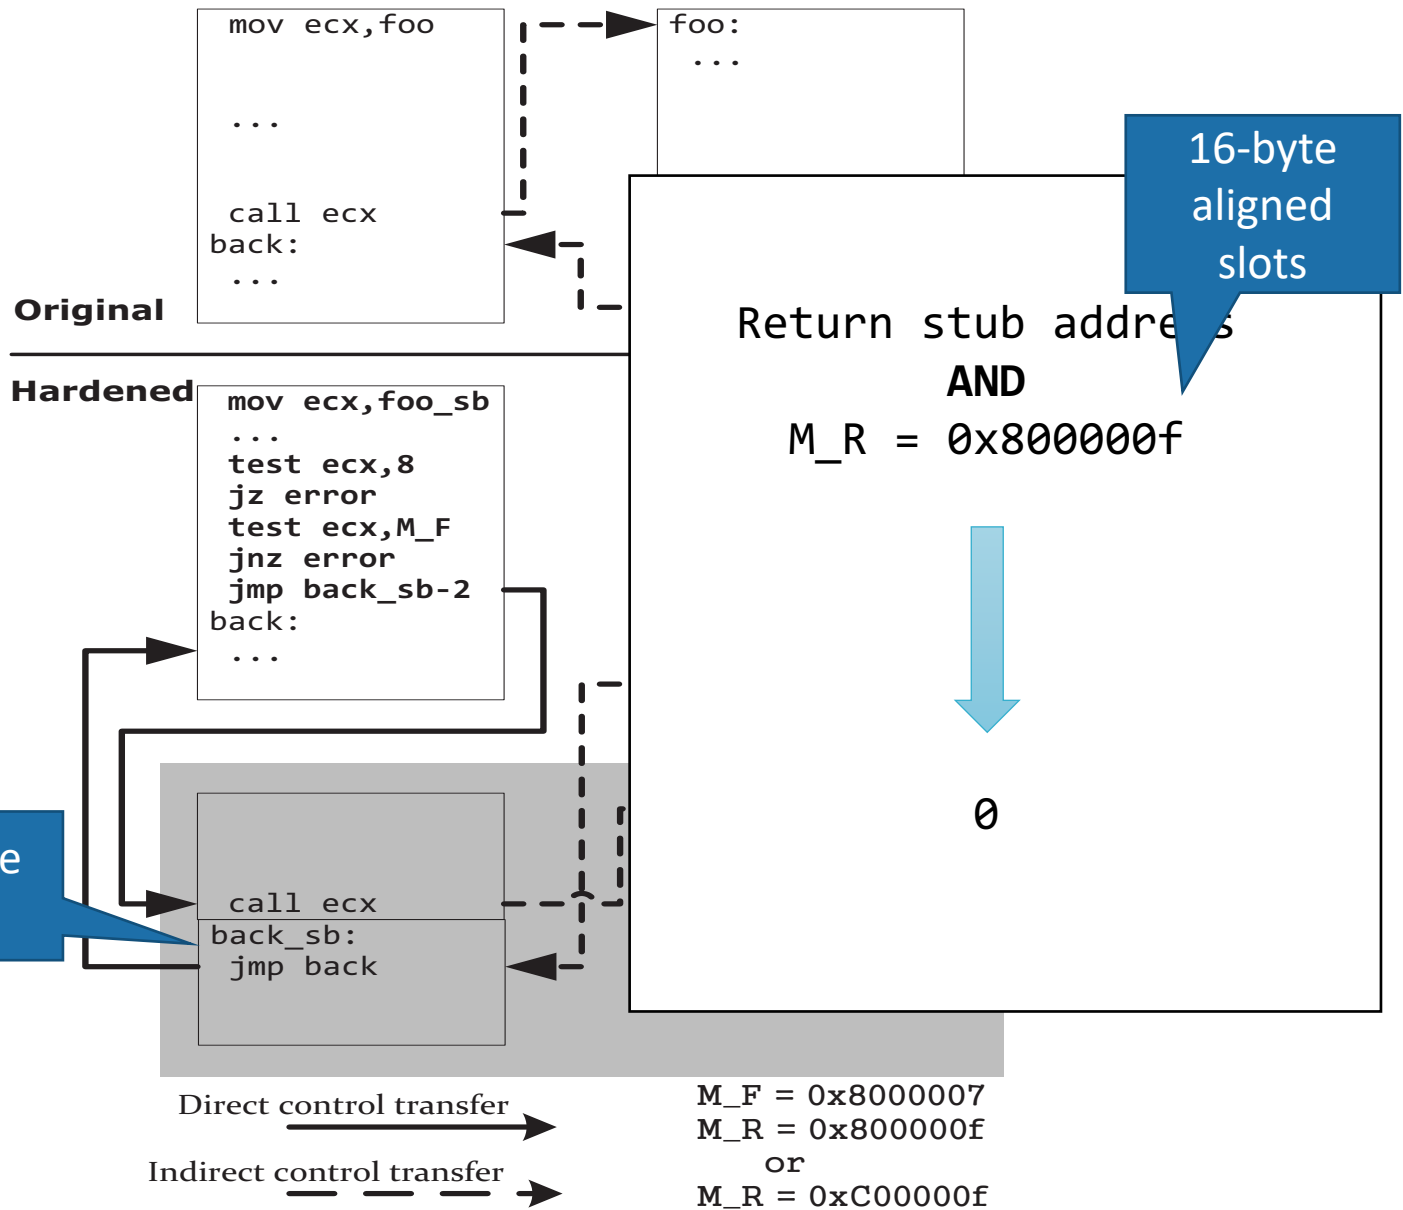 mov ecx,foo
...
call ecx
back:
...
foo:
...
16-byte
aligned
slots
Original
Hardened
mov ecx,foo_sb
...
test ecx,8
jz error
test ecx,M_F
jnz error
jmp back_sb-2
back:
...
Return stub address
AND
M_R = 0x800000f
0
e
call ecx
back_sb:
jmp back
Direct control transfer
Indirect control transfer
M_F = 0x8000007
M_R = 0x800000f
or
M_R = 0xC00000f